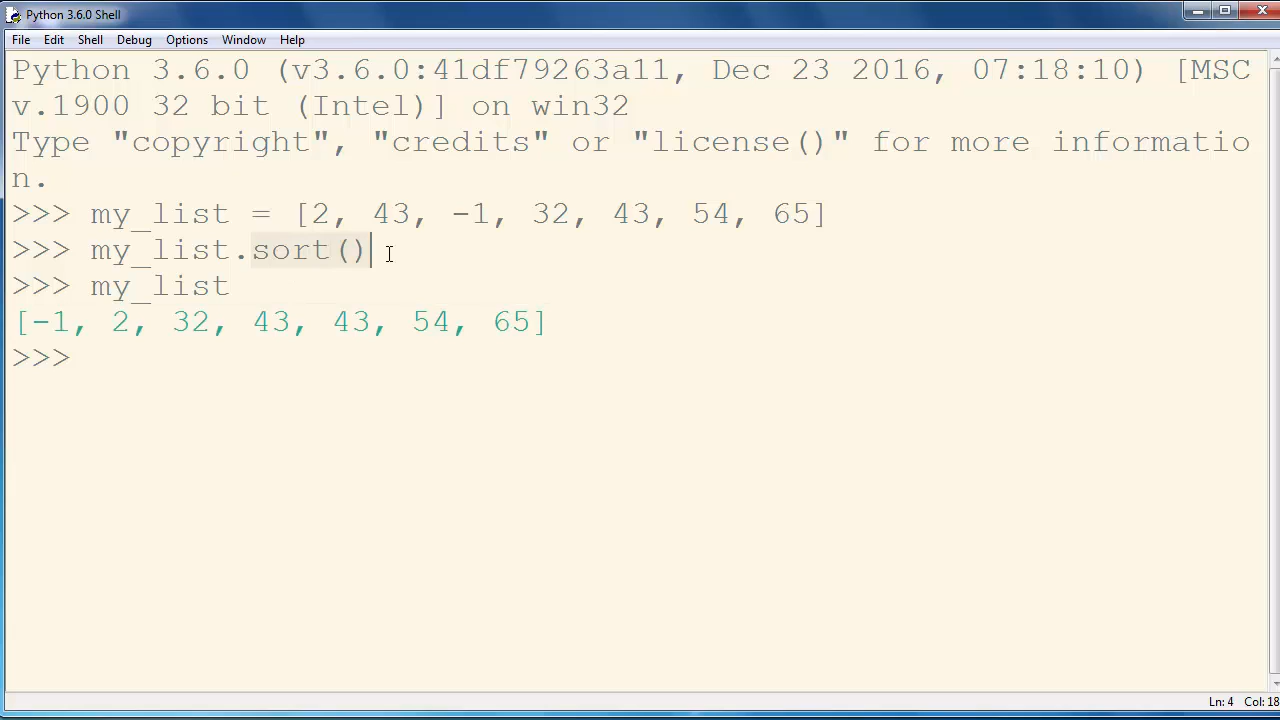 Python 3.6.0 Shell
File Edit Shell Debug Options Window Help
Python 3.6.0 (v3.6.0:41df79263a11, Dec 23 2016, 07:18:10) [MSC
v.1900 32 bit (Intel)] on win32
Type "copyright", "credits" or "license()" for more informatio
n.
>>> my_list = [2, 43, -1, 32, 43, 54, 65]
>>> my_list.sort()
>>> my_list
[-1, 2, 32, 43, 43, 54, 65]
>>>
Ln: 4 Col: 18